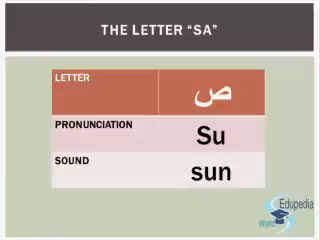 THE LETTER “SA”
LETTER ص
PRONUNCIATION Su
SOUND sun
Edupedia
World